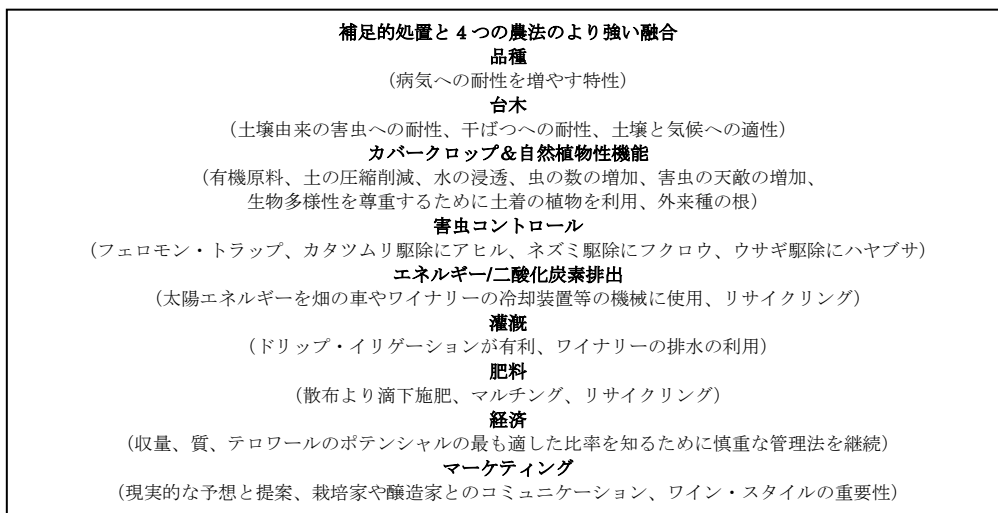 補足的処置と 4 つの農法のより強い融合
品種
（病気への耐性を増やす特性）
台木
（土壌由来の害虫への耐性、干ばつへの耐性、土壌と気候への適性）
カバークロップ＆自然植物性機能
（有機原料、土の圧縮削減、水の浸透、虫の数の増加、害虫の天敵の増加、
生物多様性を尊重するために土着の植物を利用、外来種の根）
害虫コントロール
（フェロモン・トラップ、カタツムリ駆除にアヒル、ネズミ駆除にフクロウ、ウサギ駆除にハヤブサ）
エネルギー/二酸化炭素排出
（太陽エネルギーを畑の車やワイナリーの冷却装置等の機械に使用、リサイクリング）
灌漑
（ドリップ・イリゲーションが有利、ワイナリーの排水の利用）
肥料
（散布より滴下施肥、マルチング、リサイクリング）
経済
（収量、質、テロワールのポテンシャルの最も適した比率を知るために慎重な管理法を継続）
マーケティング
（現実的な予想と提案、栽培家や醸造家とのコミュニケーション、ワイン・スタイルの重要性）